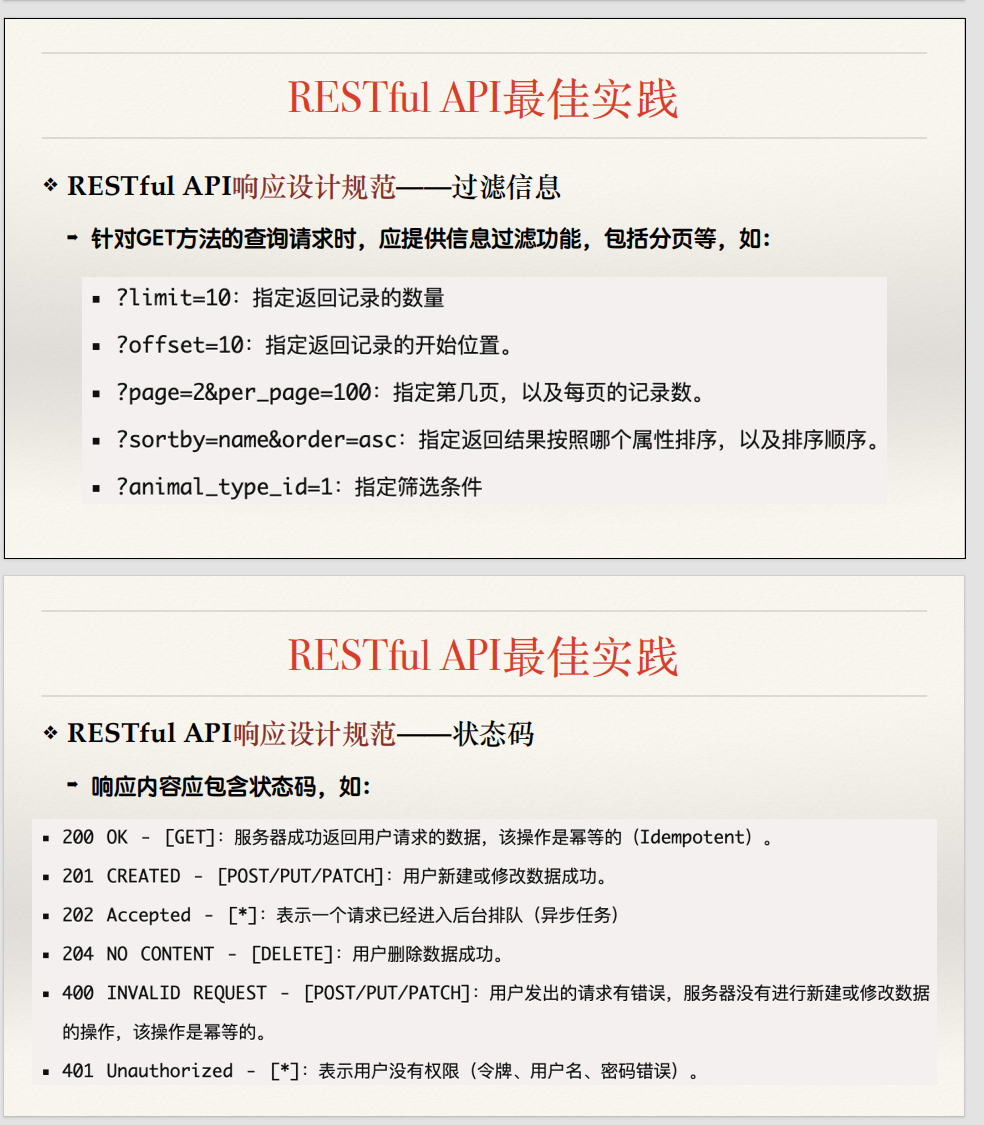 RESTful API最佳实践
❖ RESTful API响应设计规范——过滤信息
➡ 针对GET方法的查询请求时，应提供信息过滤功能，包括分页等，如：
▪ ?limit=10：指定返回记录的数量
▪ ?offset=10：指定返回记录的开始位置。
▪ ?page=2&per_page=100：指定第几页，以及每页的记录数。
▪ ?sortby=name&order=asc：指定返回结果按照哪个属性排序，以及排序顺序。
▪ ?animal_type_id=1：指定筛选条件
RESTful API最佳实践
❖ RESTful API响应设计规范——状态码
➡ 响应内容应包含状态码，如：
▪ 200 OK - [GET]：服务器成功返回用户请求的数据，该操作是幂等的（Idempotent）。
▪ 201 CREATED - [POST/PUT/PATCH]：用户新建或修改数据成功。
▪ 202 Accepted - [*]：表示一个请求已经进入后台排队（异步任务）
▪ 204 NO CONTENT - [DELETE]：用户删除数据成功。
▪ 400 INVALID REQUEST - [POST/PUT/PATCH]：用户发出的请求有错误，服务器没有进行新建或修改数据
的操作，该操作是幂等的。
▪ 401 Unauthorized - [*]：表示用户没有权限（令牌、用户名、密码错误）。